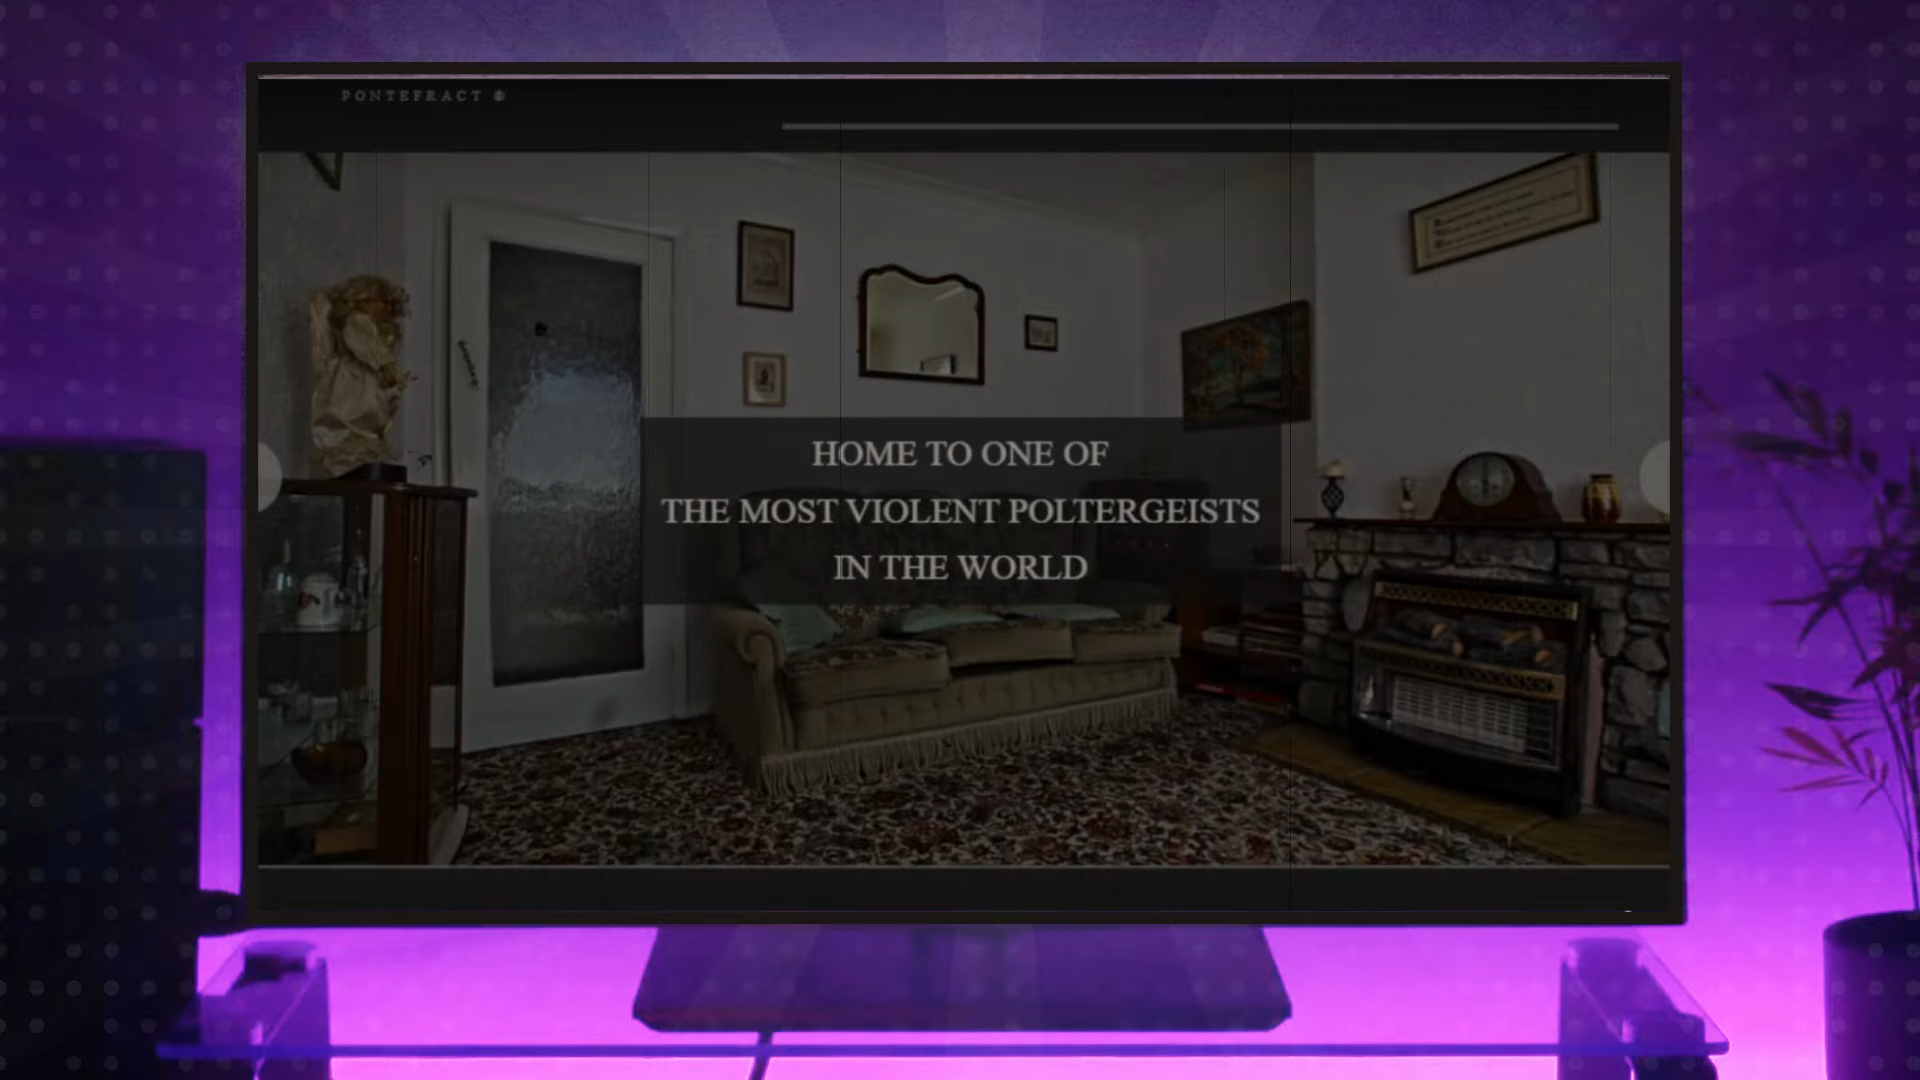 PONTEFRACT ®
HOME TO ONE OF
THE MOST VIOLENT POLTERGEISTS
IN THE WORLD